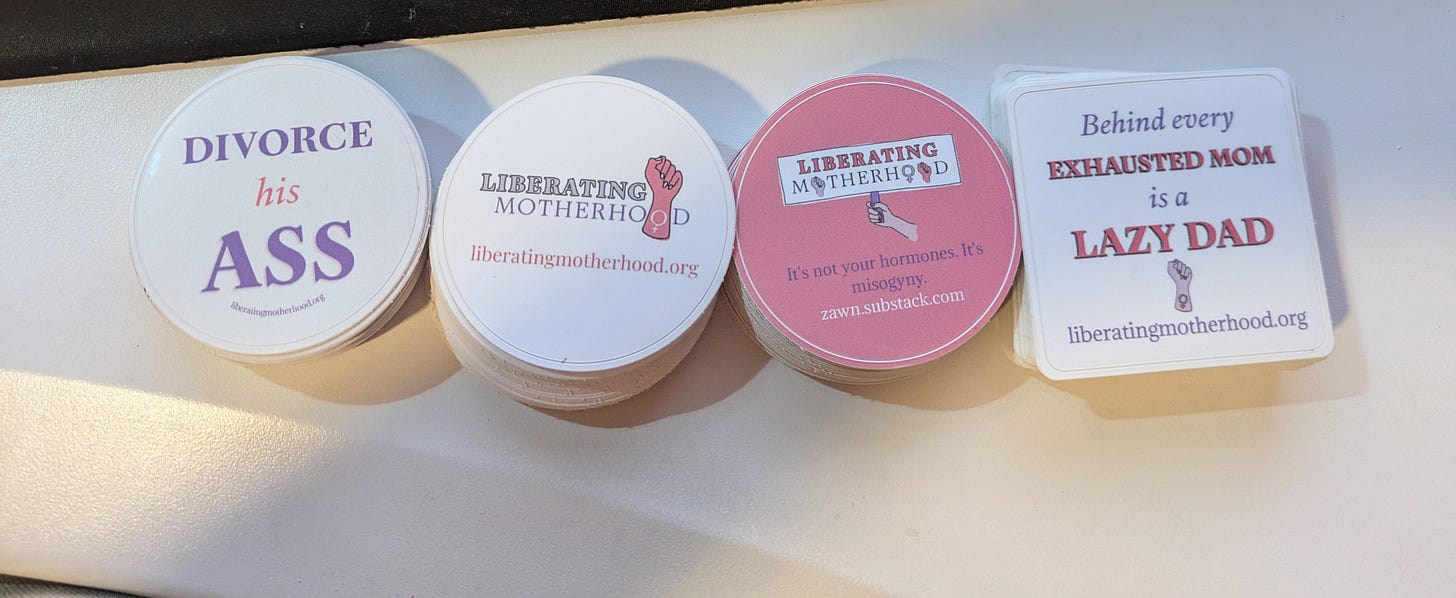 DIVORCE
his
ASS
liberatingmotherhood.org
LIBERATING
MOTHERHOOD
liberatingmotherhood.org
LIBERATING
MOTHERHOOD
It's not your hormones. It's
misogyny.
zawn.substack.com
Behind every
EXHAUSTED MOM
is a
LAZY DAD
liberatingmotherhood.org